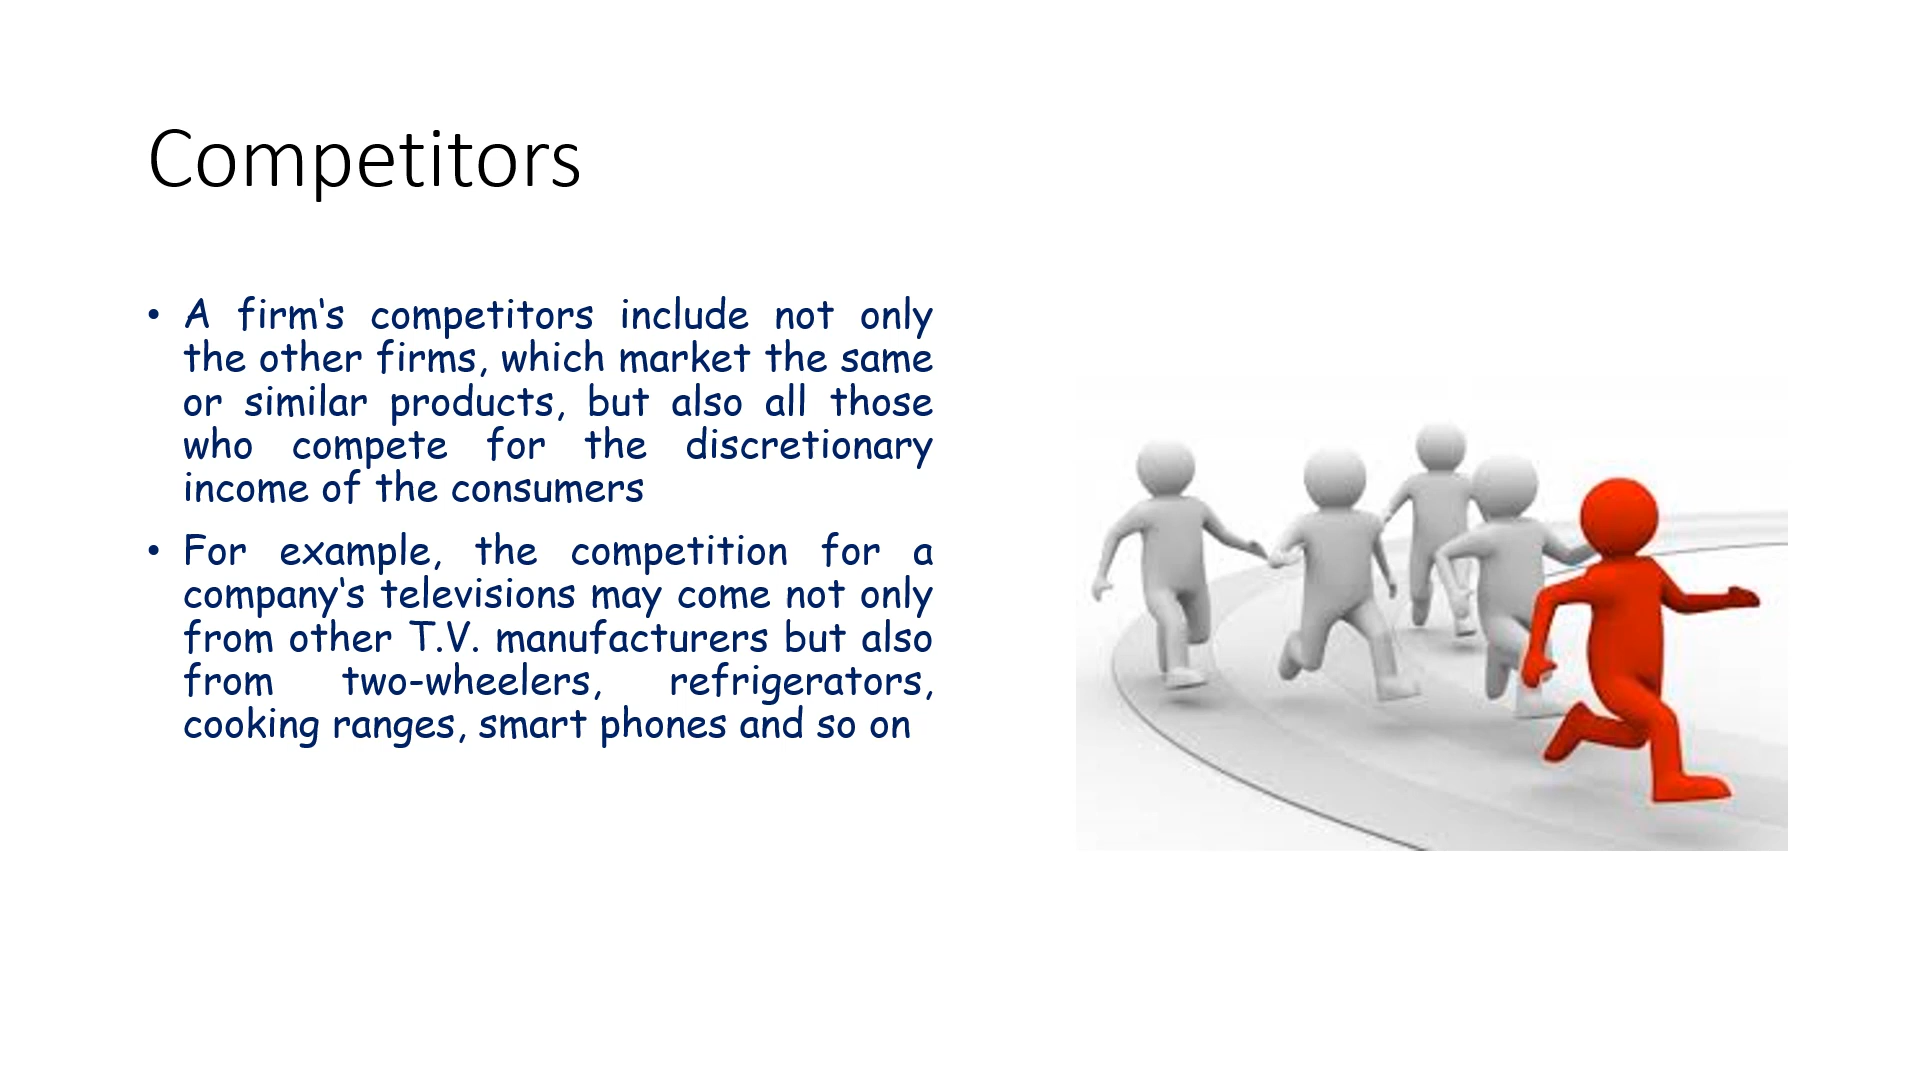 Competitors
• A firm‘s competitors include not only
the other firms, which market the same
or similar products, but also all those
who compete for the discretionary
income of the consumers
• For example, the competition for a
company‘s televisions may come not only
from other T.V. manufacturers but also
from two-wheelers, refrigerators,
cooking ranges, smart phones and so on